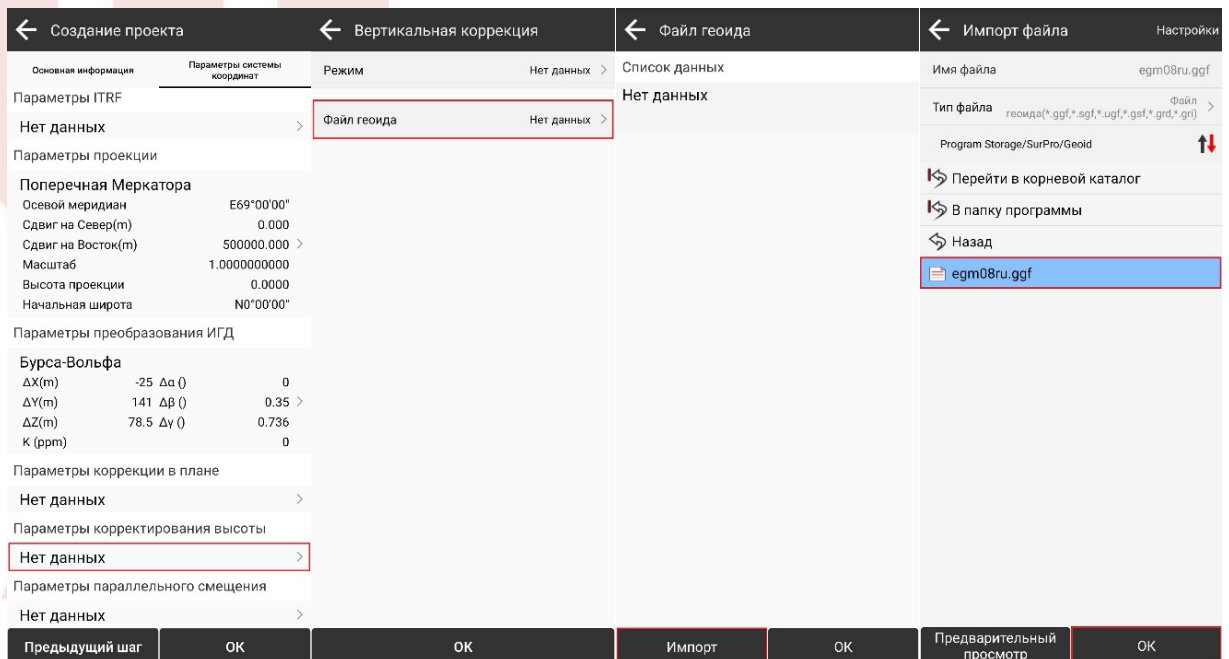 Создание проекта
Основная информация
Параметры системы
координат
Параметры ITRF
Нет данных
Параметры проекции
Поперечная Меркатора
Осевой меридиан E69°00'00"
Сдвиг на Север(m) 0.000
Сдвиг на Восток(m) 500000.000
Масштаб 1.0000000000
Высота проекции 0.0000
Начальная широта N0°00'00"
Параметры преобразования ИГД
Бурса-Вольфа
ΔX(m) -25 Δα () 0
ΔY(m) 141 Δβ () 0.35
ΔZ(m) 78.5 Δγ () 0.736
K (ppm) 0
Параметры коррекции в плане
Нет данных
Параметры корректирования высоты
Нет данных
Параметры параллельного смещения
Нет данных
Предыдущий шаг
ОК
Вертикальная коррекция
Режим Нет данных
Файл геоида Нет данных
ОК
Файл геоида
Список данных
Нет данных
Импорт
ОК
Импорт файла
Настройки
Имя файла egm08ru.ggf
Тип файла Файл
геоида(*.ggf,*.sgf,*.ugf,*.gsf,*.grd,*.gri)
Program Storage/SurPro/Geoid
Перейти в корневой каталог
В папку программы
Назад
egm08ru.ggf
Предварительный
просмотр
ОК